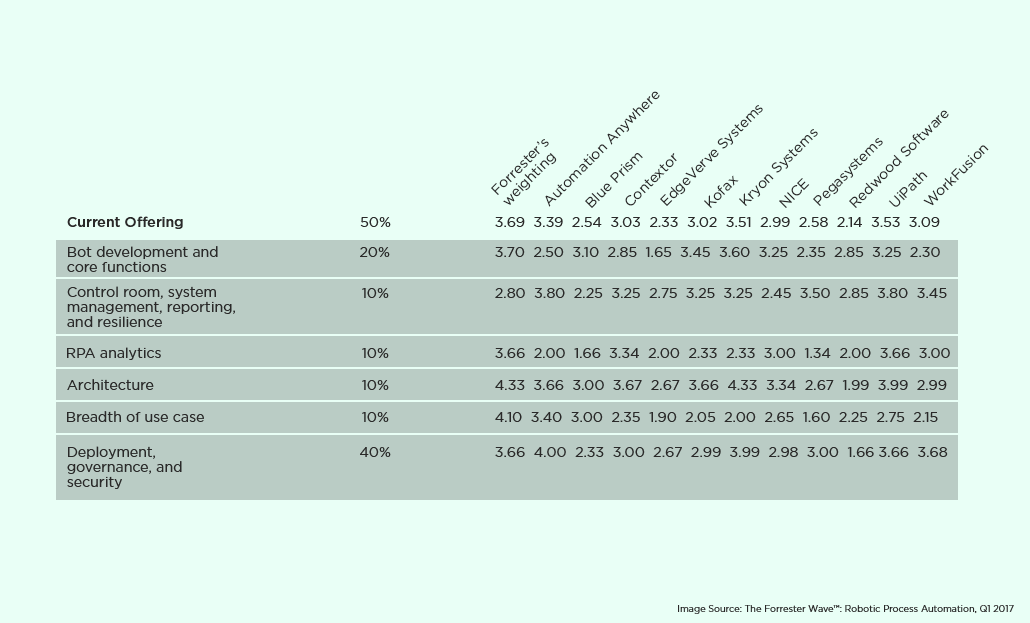 Forrester's
weighting
Automation Anywhere
Blue Prism
Contextor
EdgeVerve Systems
Kofax
Kryon Systems
NICE
Pegasystems
Redwood Software
UiPath
WorkFusion
Current Offering 50% 3.69 3.39 2.54 3.03 2.33 3.02 3.51 2.99 2.58 2.14 3.53 3.09
Bot development and
core functions 20% 3.70 2.50 3.10 2.85 1.65 3.45 3.60 3.25 2.35 2.85 3.25 2.30
Control room, system
management, reporting,
and resilience 10% 2.80 3.80 2.25 3.25 2.75 3.25 3.25 2.45 3.50 2.85 3.80 3.45
RPA analytics 10% 3.66 2.00 1.66 3.34 2.00 2.33 2.33 3.00 1.34 2.00 3.66 3.00
Architecture 10% 4.33 3.66 3.00 3.67 2.67 3.66 4.33 3.34 2.67 1.99 3.99 2.99
Breadth of use case 10% 4.10 3.40 3.00 2.35 1.90 2.05 2.00 2.65 1.60 2.25 2.75 2.15
Deployment,
governance, and
security 40% 3.66 4.00 2.33 3.00 2.67 2.99 3.99 2.98 3.00 1.66 3.66 3.68
Image Source: The Forrester Wave™: Robotic Process Automation, Q1 2017